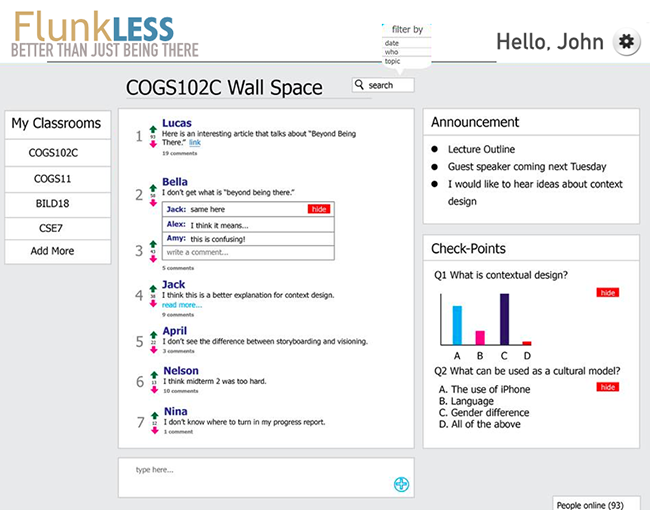 FlunkLESS
BETTER THAN JUST BEING THERE
filter by
date
who
topic
Hello, John
COGS102C Wall Space
search
My Classrooms
COGS102C
COGS11
BILD18
CSE7
Add More
1
Lucas
Here is an interesting article that talks about “Beyond Being
There.” link
19 comments
2
Bella
I don't get what is “beyond being there.”
Jack: same here
hide
Alex: I think it means...
Amy: this is confusing!
write a comment...
3
5 comments
4
Jack
I think this is a better explanation for context design.
read more...
9 comments
5
April
I don't see the difference between storyboarding and visioning.
3 comments
6
Nelson
I think midterm 2 was too hard.
10 comments
7
Nina
I don't know where to turn in my progress report.
1 comment
type here...
Announcement
Lecture Outline
Guest speaker coming next Tuesday
I would like to hear ideas about context
design
Check-Points
Q1 What is contextual design?
hide
A B C D
Q2 What can be used as a cultural model?
A. The use of iPhone
hide
B. Language
C. Gender difference
D. All of the above
People online (93)